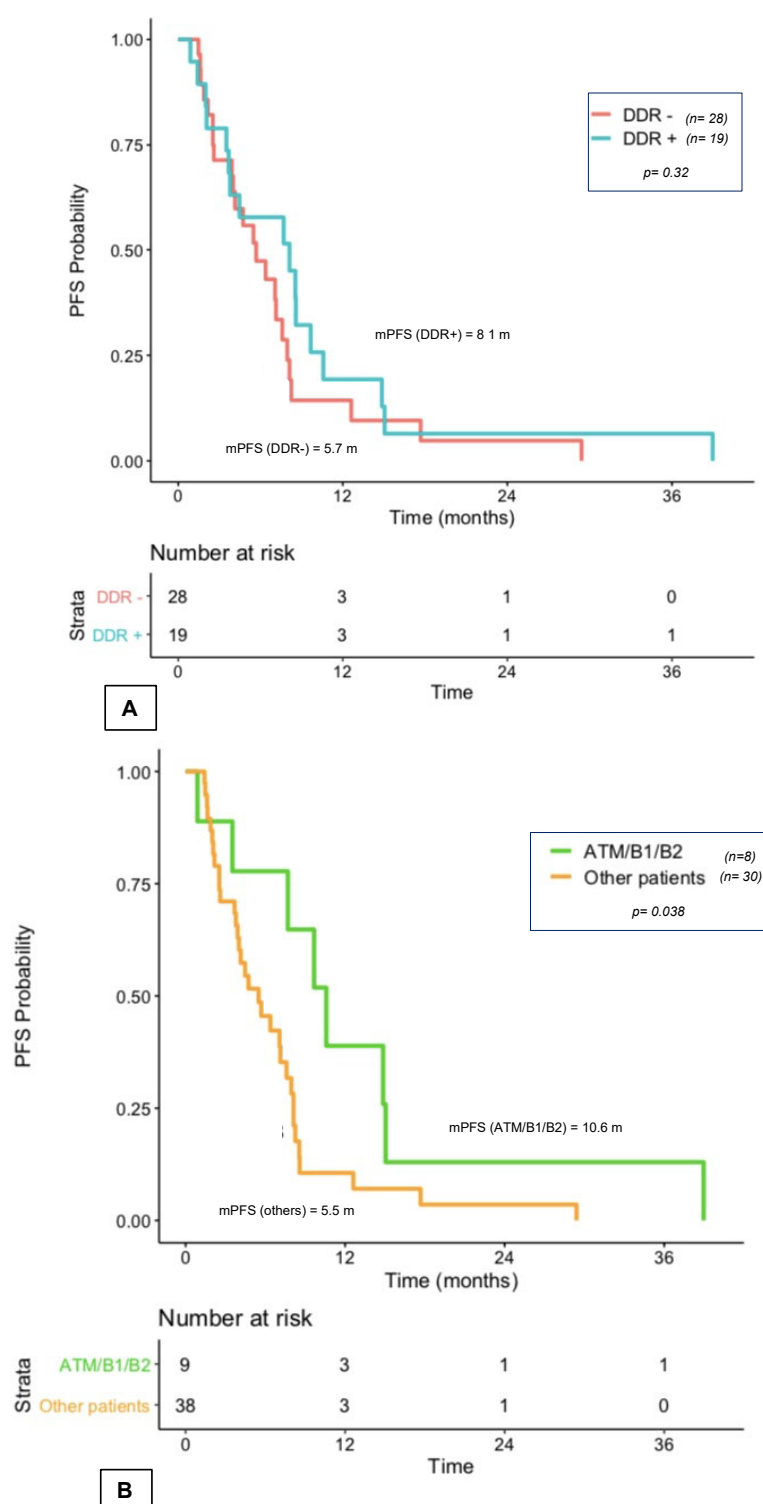 1.00
0.75
0.50
0.25
0.00
PFS Probability
DDR - (n= 28)
DDR + (n= 19)
p= 0.32
mPFS (DDR+) = 8 1 m
mPFS (DDR-) = 5.7 m
0 12 24 36
Time (months)
Number at risk
Strata
DDR - 28 3 1 0
DDR + 19 3 1 1
0 12 24 36
Time
A
1.00
0.75
0.50
0.25
0.00
PFS Probability
ATM/B1/B2 (n=8)
Other patients (n= 30)
p= 0.038
mPFS (ATM/B1/B2) = 10.6 m
mPFS (others) = 5.5 m
0 12 24 36
Time (months)
Number at risk
Strata
ATM/B1/B2 9 3 1 1
Other patients 38 3 1 0
0 12 24 36
Time
B